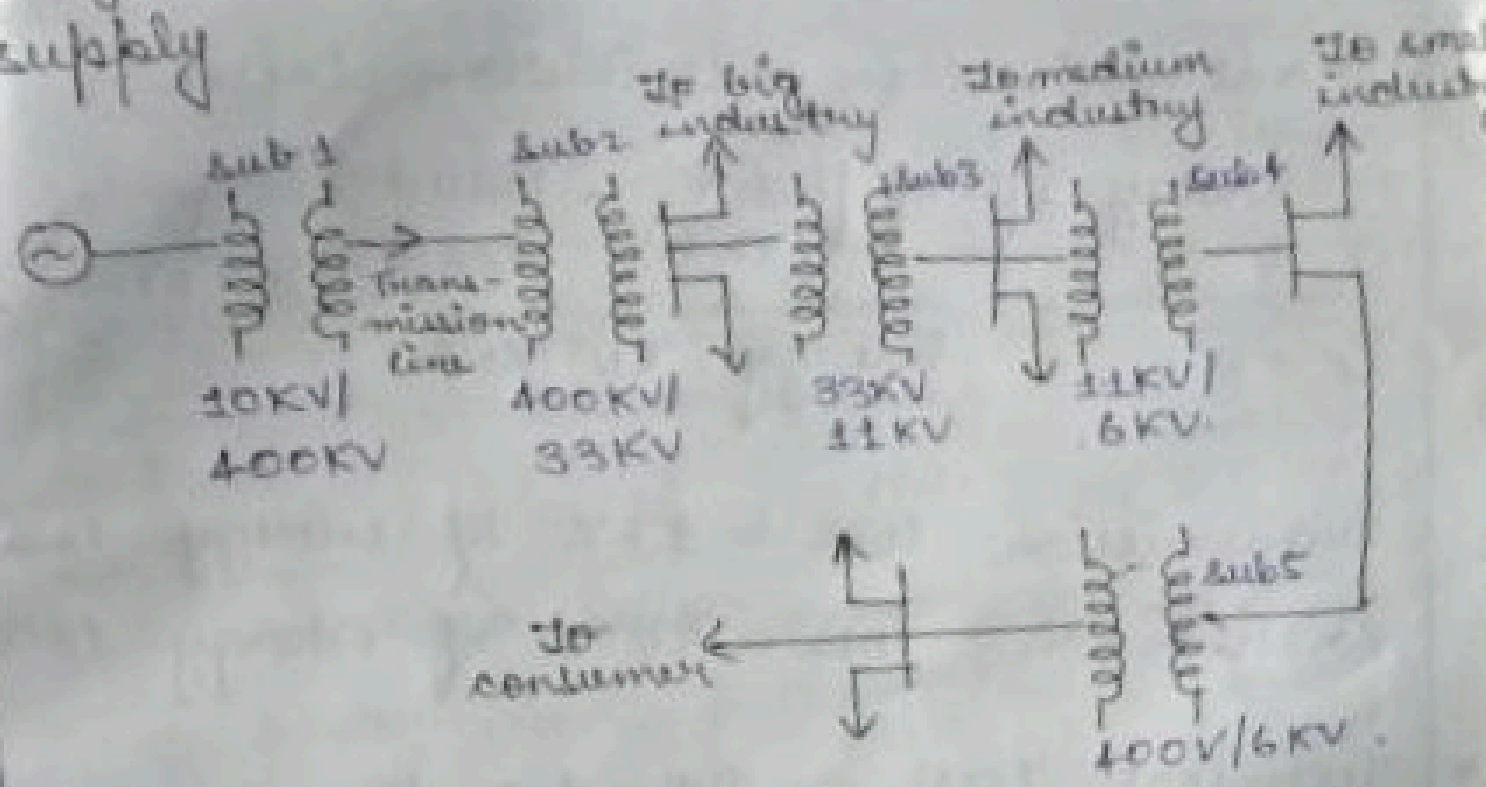 supply
sub 1
Trans-
mission
line
10KV/
400KV
Sub2
To big
industry
400KV/
33KV
Sub3
33KV
11KV
To medium
industry
Sub4
11KV/
6KV.
To
Sub5
400V/6KV.
To
consumer